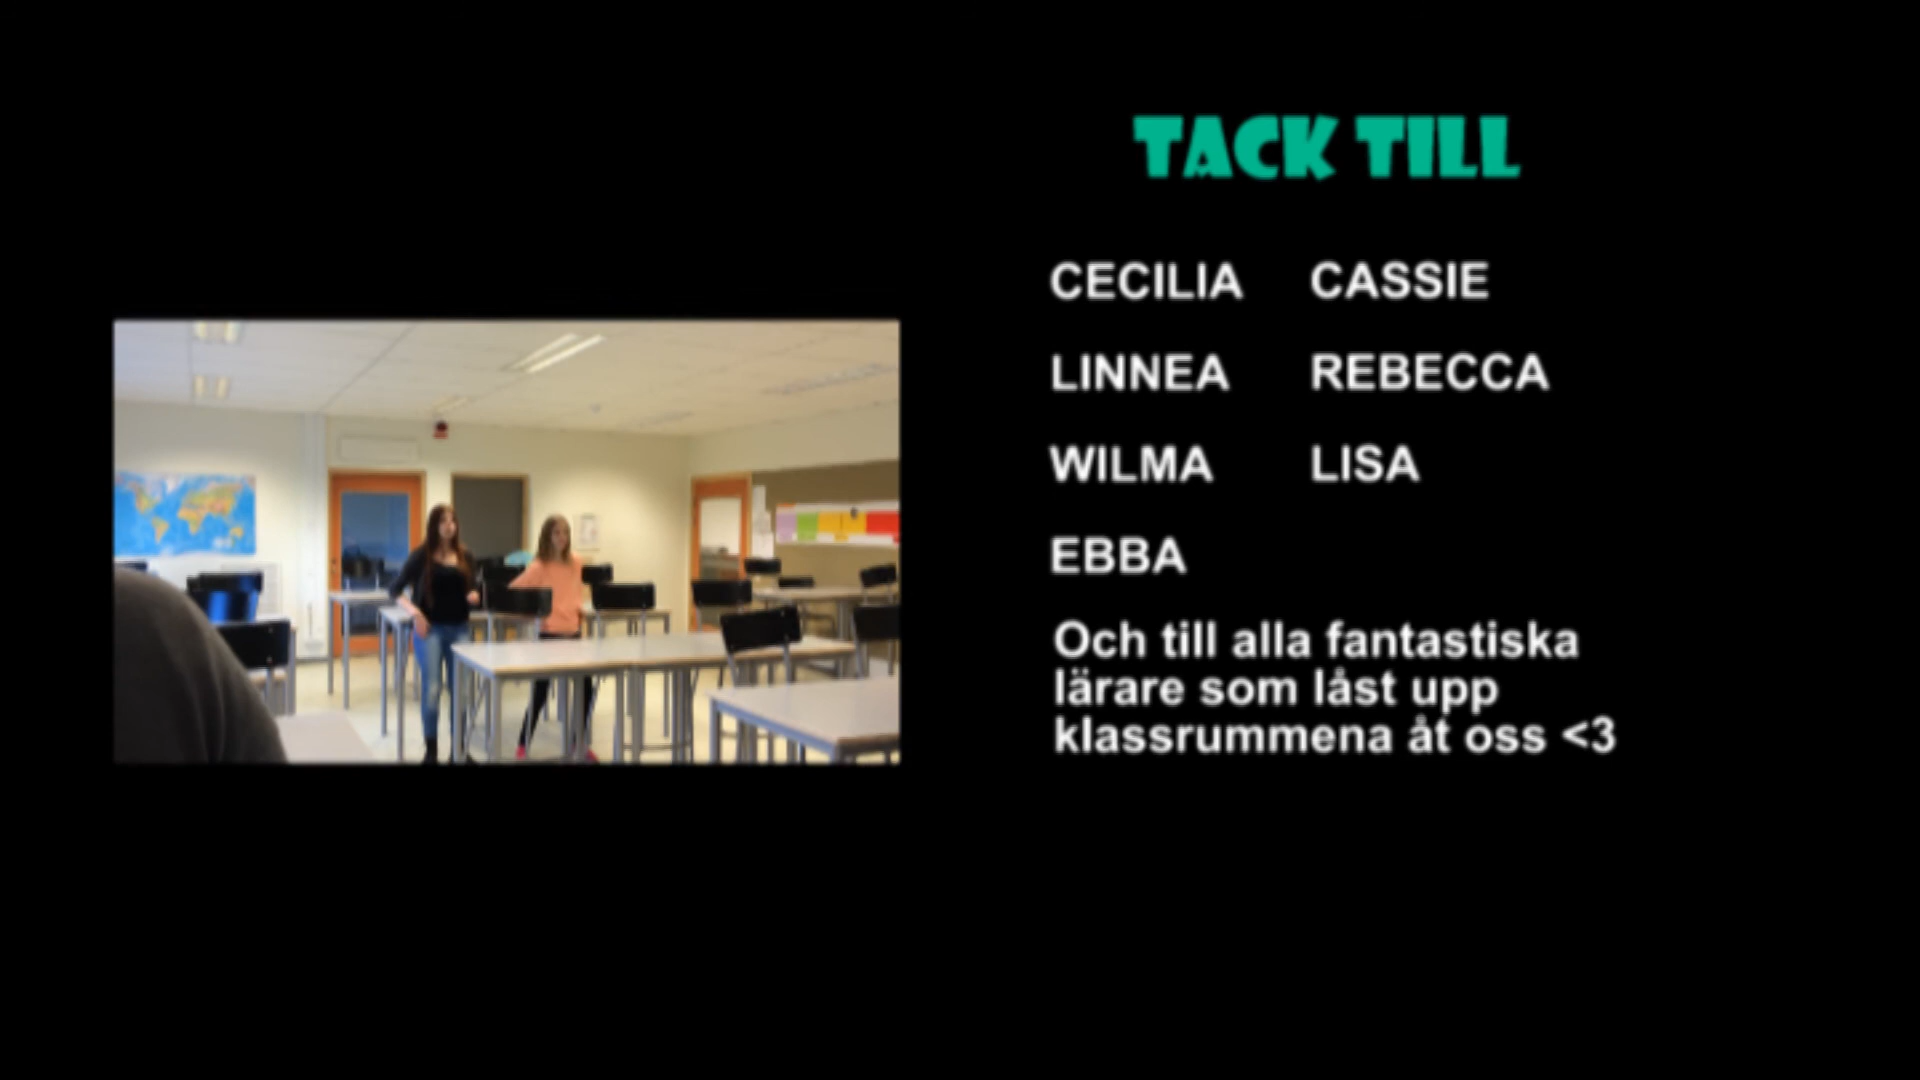 TACK TILL
CECILIA CASSIE
LINNEA REBECCA
WILMA LISA
EBBA
Och till alla fantastiska
lärare som låst upp
klassrummena åt oss <3